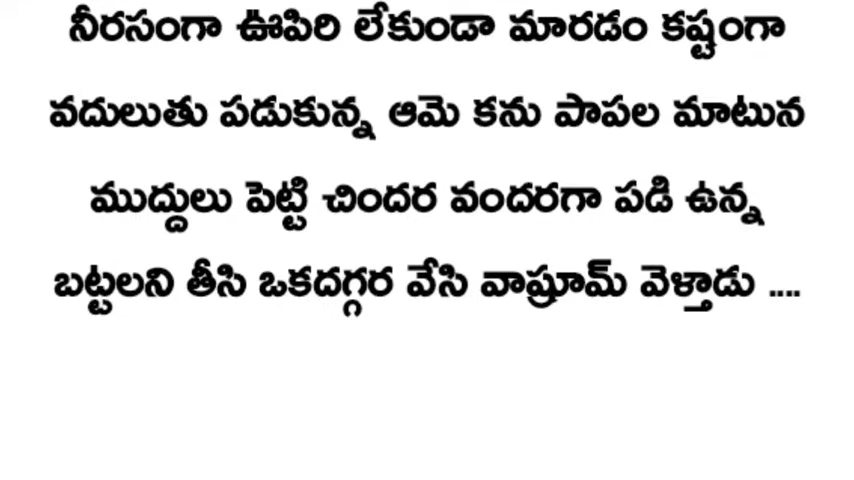 నీరసంగా ఊపిరి లేకుండా మారడం కష్టంగా
వదులుతు పడుకున్న ఆమె కను పాపల మాటున
ముద్దులు పెట్టి చిందర వందరగా పడి ఉన్న
బట్టలని తీసి ఒకదగ్గర వేసి వాష్రూమ్ వెళ్తాడు ....